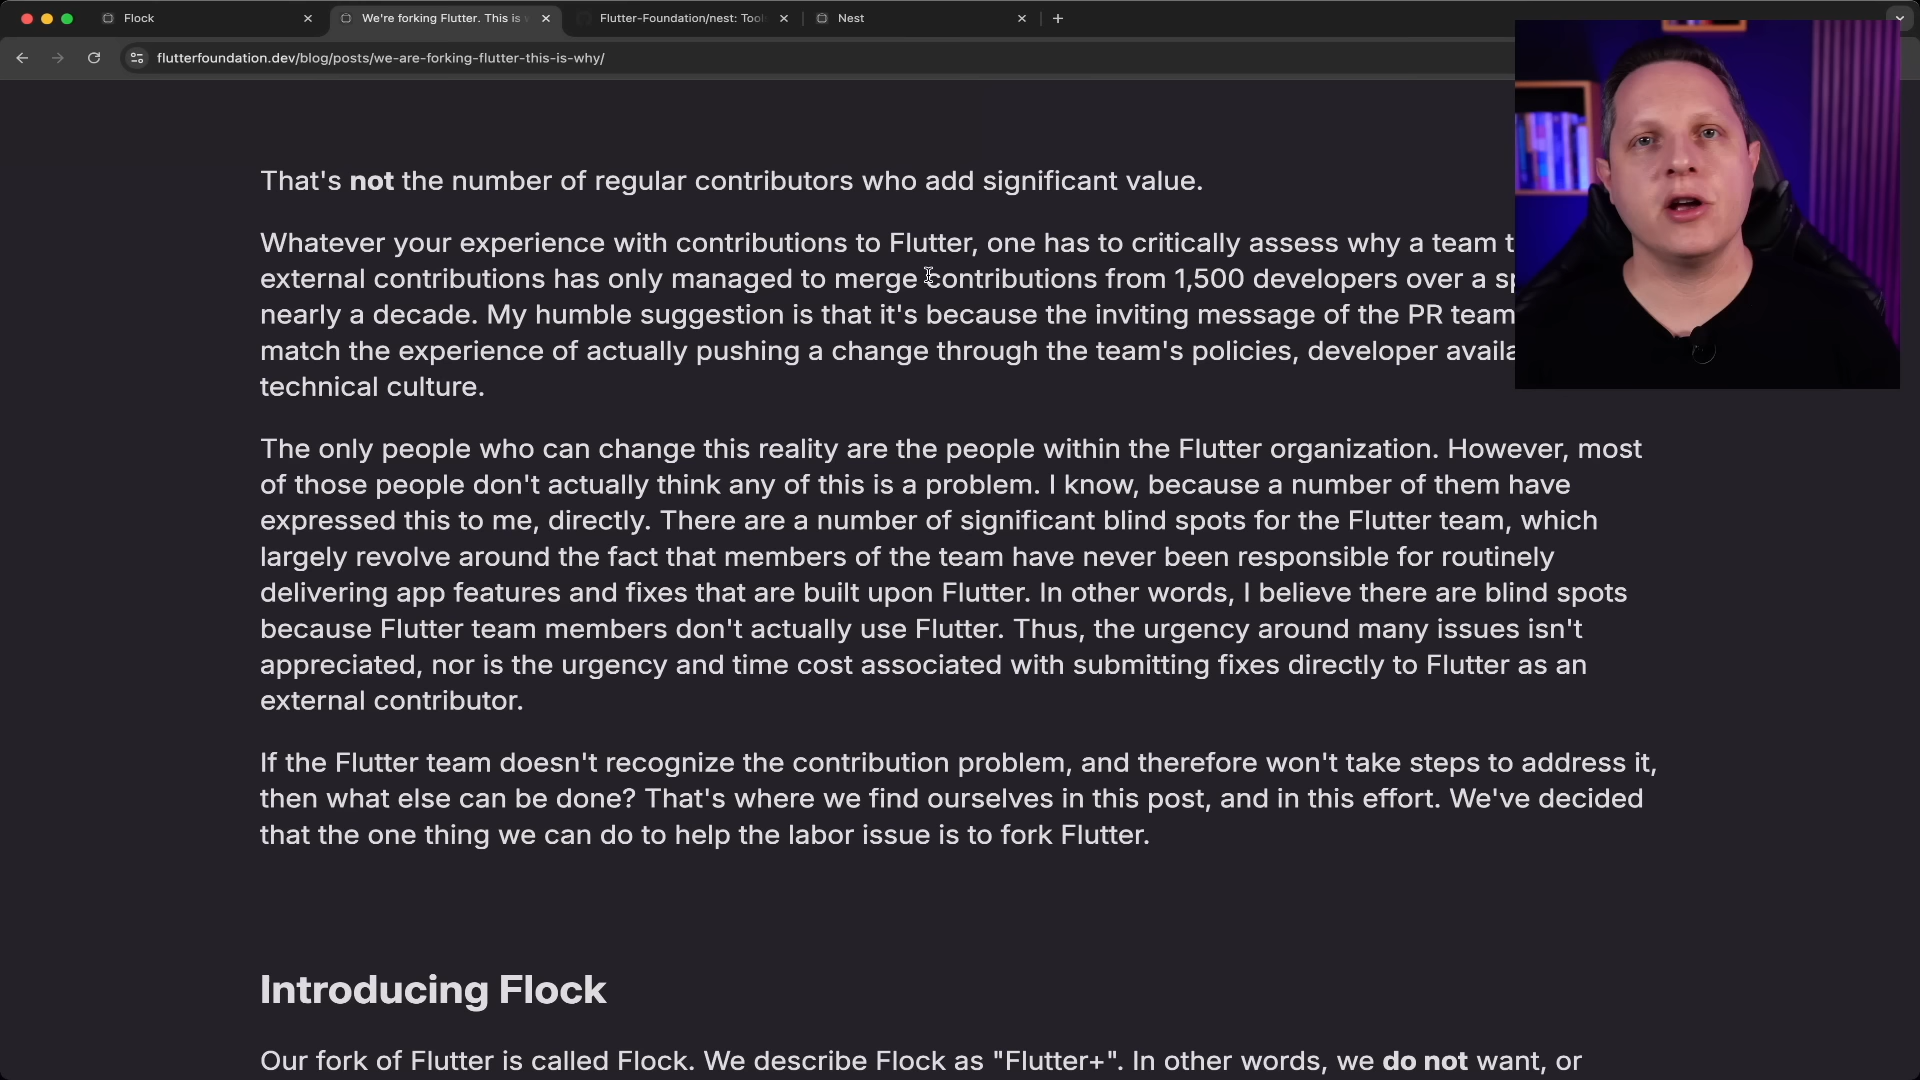 Flock
We're forking Flutter. This is
Flutter-Foundation/nest: Tool
Nest
flutterfoundation.dev/blog/posts/we-are-forking-flutter-this-is-why/
That's not the number of regular contributors who add significant value.
Whatever your experience with contributions to Flutter, one has to critically assess why a team
external contributions has only managed to merge contributions from 1,500 developers over a
nearly a decade. My humble suggestion is that it's because the inviting message of the PR team
match the experience of actually pushing a change through the team's policies, developer
technical culture.
The only people who can change this reality are the people within the Flutter organization. However, most
of those people don't actually think any of this is a problem. I know, because a number of them have
expressed this to me, directly. There are a number of significant blind spots for the Flutter team, which
largely revolve around the fact that members of the team have never been responsible for routinely
delivering app features and fixes that are built upon Flutter. In other words, I believe there are blind spots
because Flutter team members don't actually use Flutter. Thus, the urgency around many issues isn't
appreciated, nor is the urgency and time cost associated with submitting fixes directly to Flutter as an
external contributor.
If the Flutter team doesn't recognize the contribution problem, and therefore won't take steps to address it,
then what else can be done? That's where we find ourselves in this post, and in this effort. We've decided
that the one thing we can do to help the labor issue is to fork Flutter.
Introducing Flock
Our fork of Flutter is called Flock. We describe Flock as "Flutter+". In other words, we do not want, or